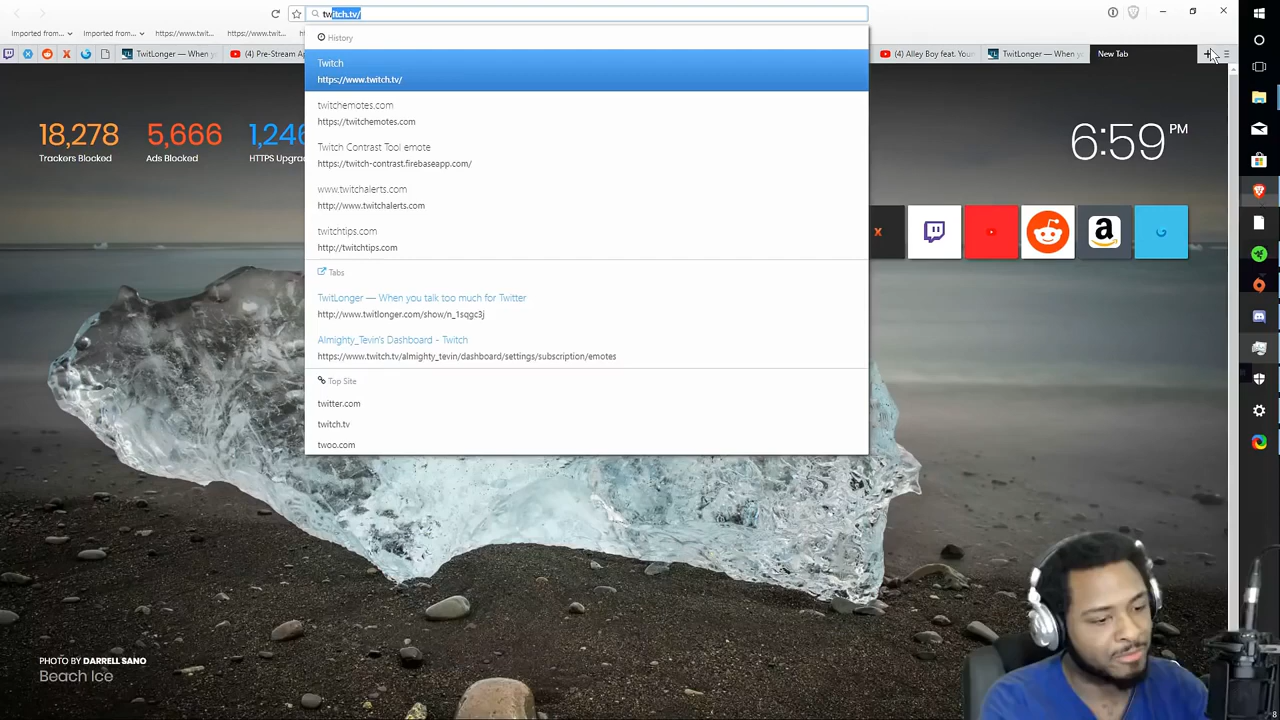 twitch.tv/
Imported from...
Imported from...
https://www.twit...
https://www.twit...
TwitLonger — When y
(4) Pre-Stream Ap
(4) Alley Boy feat. Youn
TwitLonger — When yo
New Tab
History
Twitch
https://www.twitch.tv/
twitchemotes.com
https://twitchemotes.com
Twitch Contrast Tool emote
https://twitch-contrast.firebaseapp.com/
www.twitchalerts.com
http://www.twitchalerts.com
twitchtips.com
http://twitchtips.com
Tabs
TwitLonger — When you talk too much for Twitter
http://www.twitlonger.com/show/n_1sqgc3j
Almighty_Tevin's Dashboard - Twitch
https://www.twitch.tv/almighty_tevin/dashboard/settings/subscription/emotes
Top Site
twitter.com
twitch.tv
twoo.com
18,278
Trackers Blocked
5,666
Ads Blocked
1,246
HTTPS Upgra
6:59 PM
PHOTO BY DARRELL SANO
Beach Ice